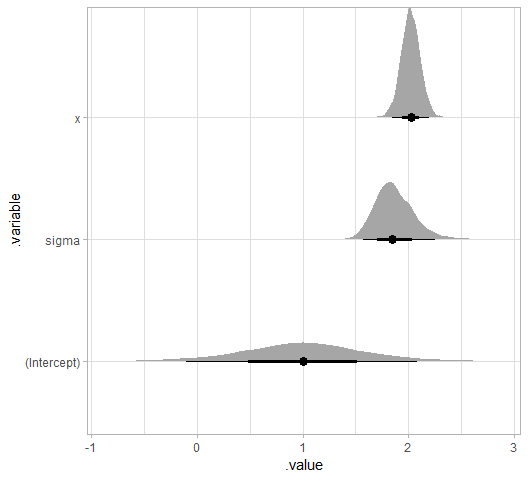 x
sigma
(Intercept)
.variable
-1 0 1 2 3
.value